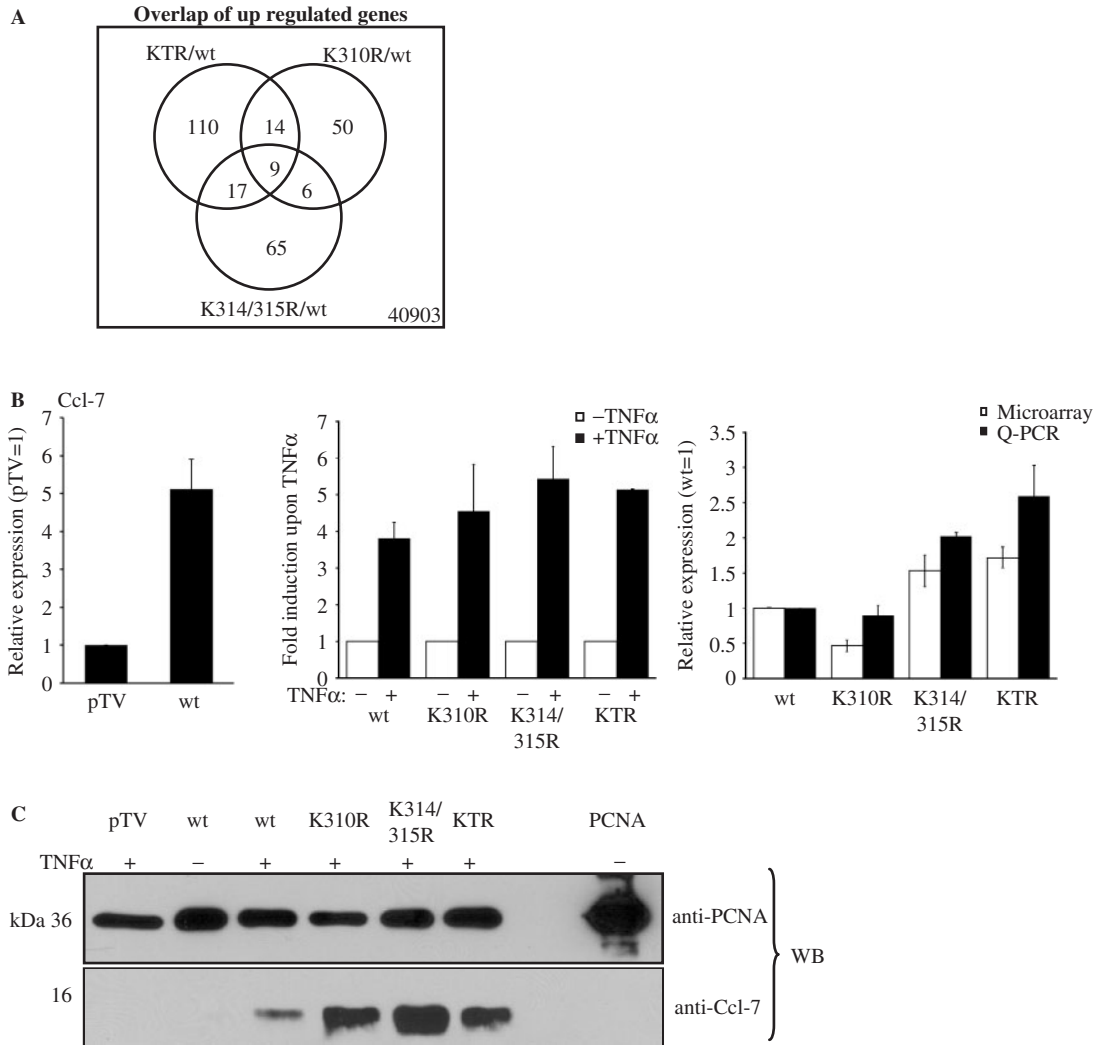 A
Overlap of up regulated genes
KTR/wt
K310R/wt
110
14
50
9
17
6
65
K314/315R/wt
40903
B
Ccl-7
Relative expression (pTV=1)
7
6
5
4
3
2
1
0
pTV
wt
Fold induction upon TNFα
–TNFα
+TNFα
7
6
5
4
3
2
1
0
TNFα: – + – + – + – +
wt
K310R
K314/
315R
KTR
Relative expression (wt=1)
Microarray
Q-PCR
3.5
3
2.5
2
1.5
1
0.5
0
wt
K310R
K314/
315R
KTR
C
pTV
wt
wt
K310R
K314/
315R
KTR
PCNA
TNFα + – + + + + –
kDa 36
anti-PCNA
WB
16
anti-Ccl-7